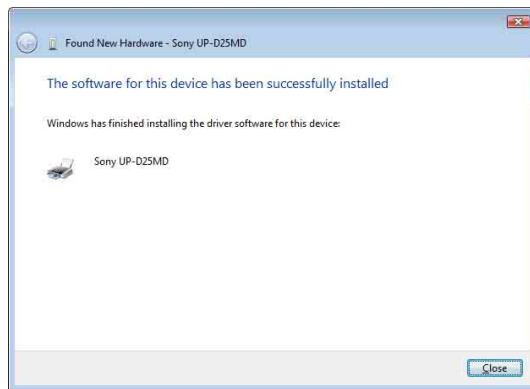 Found New Hardware - Sony UP-D25MD
The software for this device has been successfully installed
Windows has finished installing the driver software for this device:
Sony UP-D25MD
Close